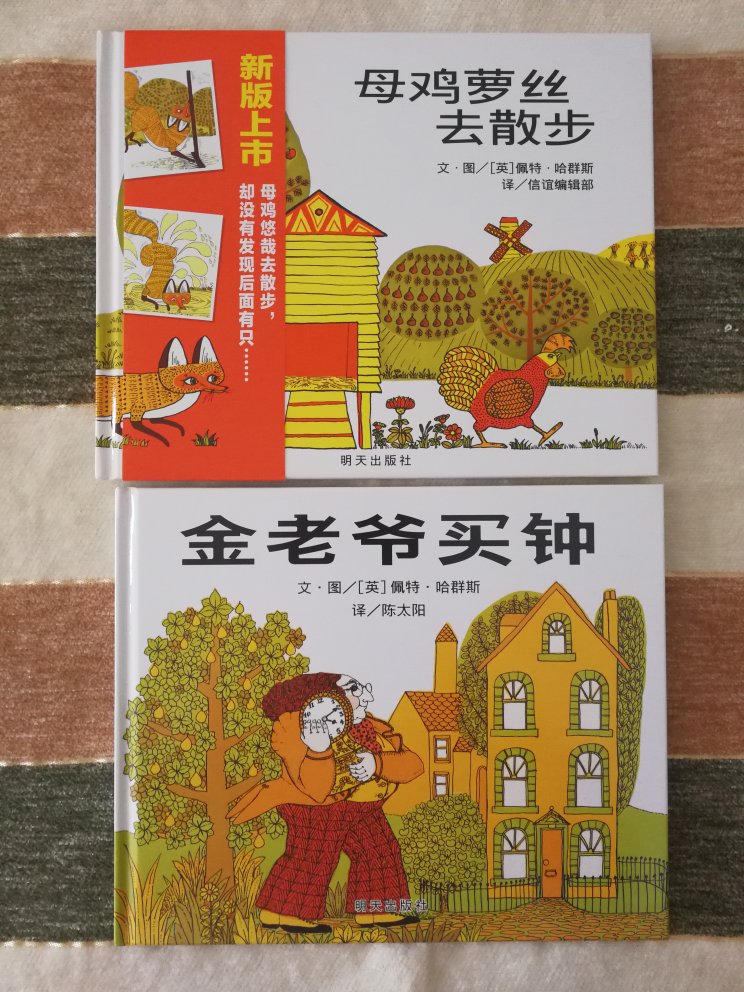 新版上市
母鸡悠哉去散步，
却没有发现后面有只……
母鸡萝丝
去散步
文·图／[英]佩特·哈群斯
译／信谊编辑部
明天出版社
金老爷买钟
文·图／[英]佩特·哈群斯
译／陈太阳
明天出版社